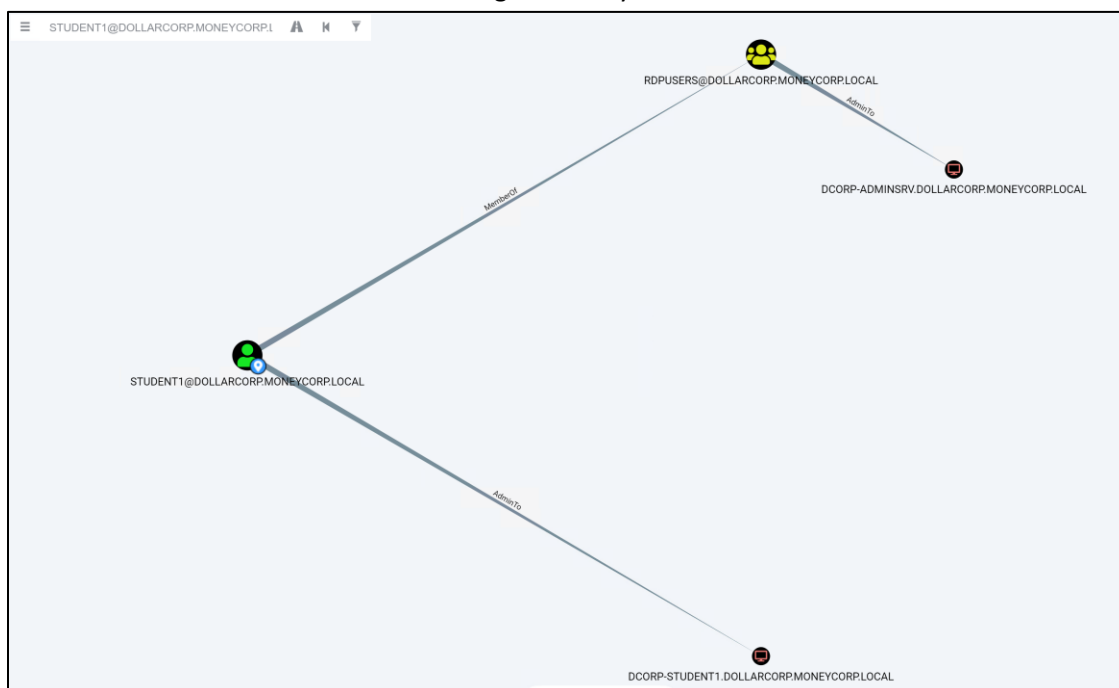 STUDENT1@DOLLARCORP.MONEYCORP.L
RDPUSERS@DOLLARCORP.MONEYCORP.LOCAL
AdminTo
DCORP-ADMINSRV.DOLLARCORP.MONEYCORP.LOCAL
MemberOf
STUDENT1@DOLLARCORP.MONEYCORP.LOCAL
AdminTo
DCORP-STUDENT1.DOLLARCORP.MONEYCORP.LOCAL